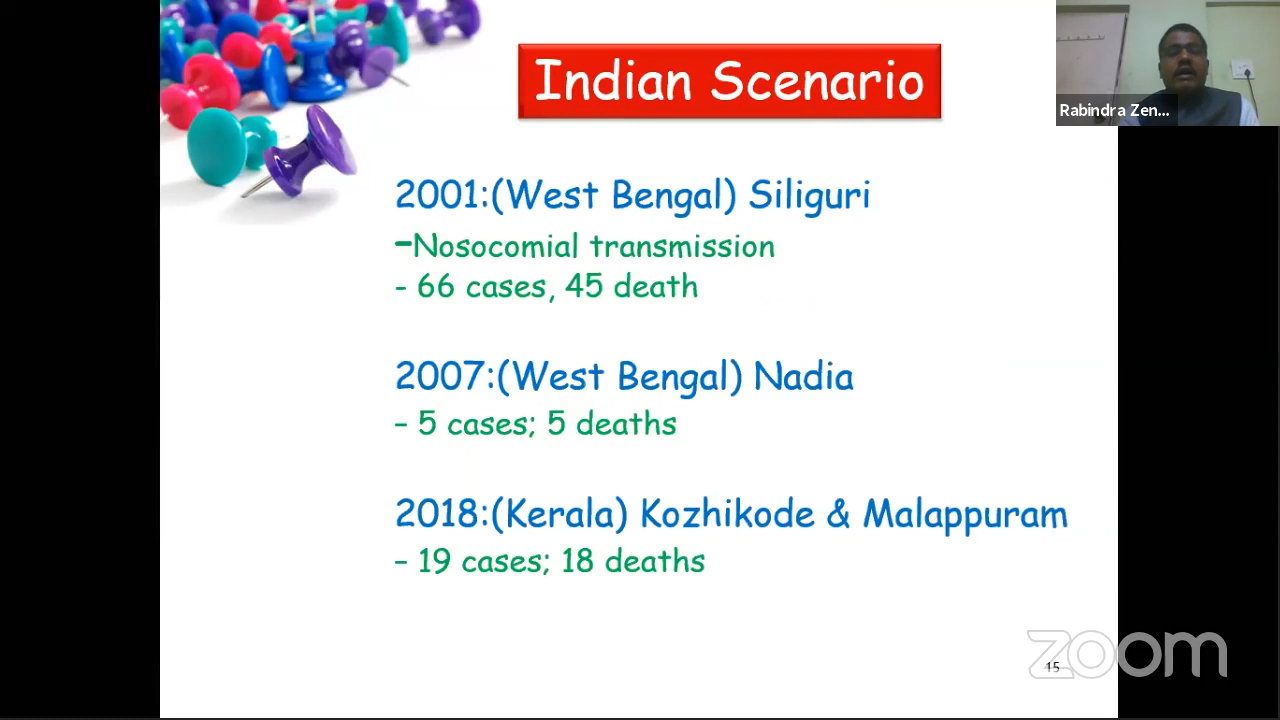 Indian Scenario
Rabindra Zen...
2001:(West Bengal) Siliguri
-Nosocomial transmission
- 66 cases, 45 death
2007:(West Bengal) Nadia
- 5 cases; 5 deaths
2018:(Kerala) Kozhikode & Malappuram
- 19 cases; 18 deaths
zoom
15